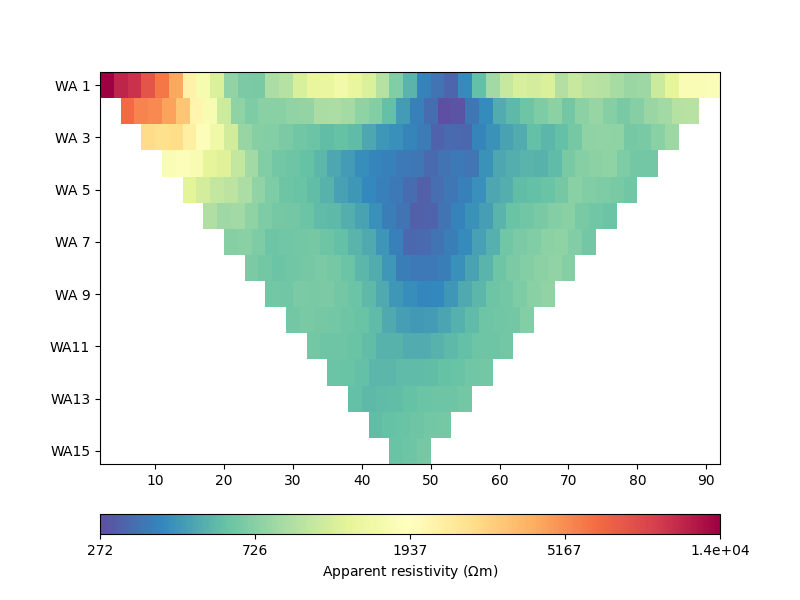 WA 1
WA 3
WA 5
WA 7
WA 9
WA11
WA13
WA15
10 20 30 40 50 60 70 80 90
272 726 1937 5167 1.4e+04
Apparent resistivity (Ωm)